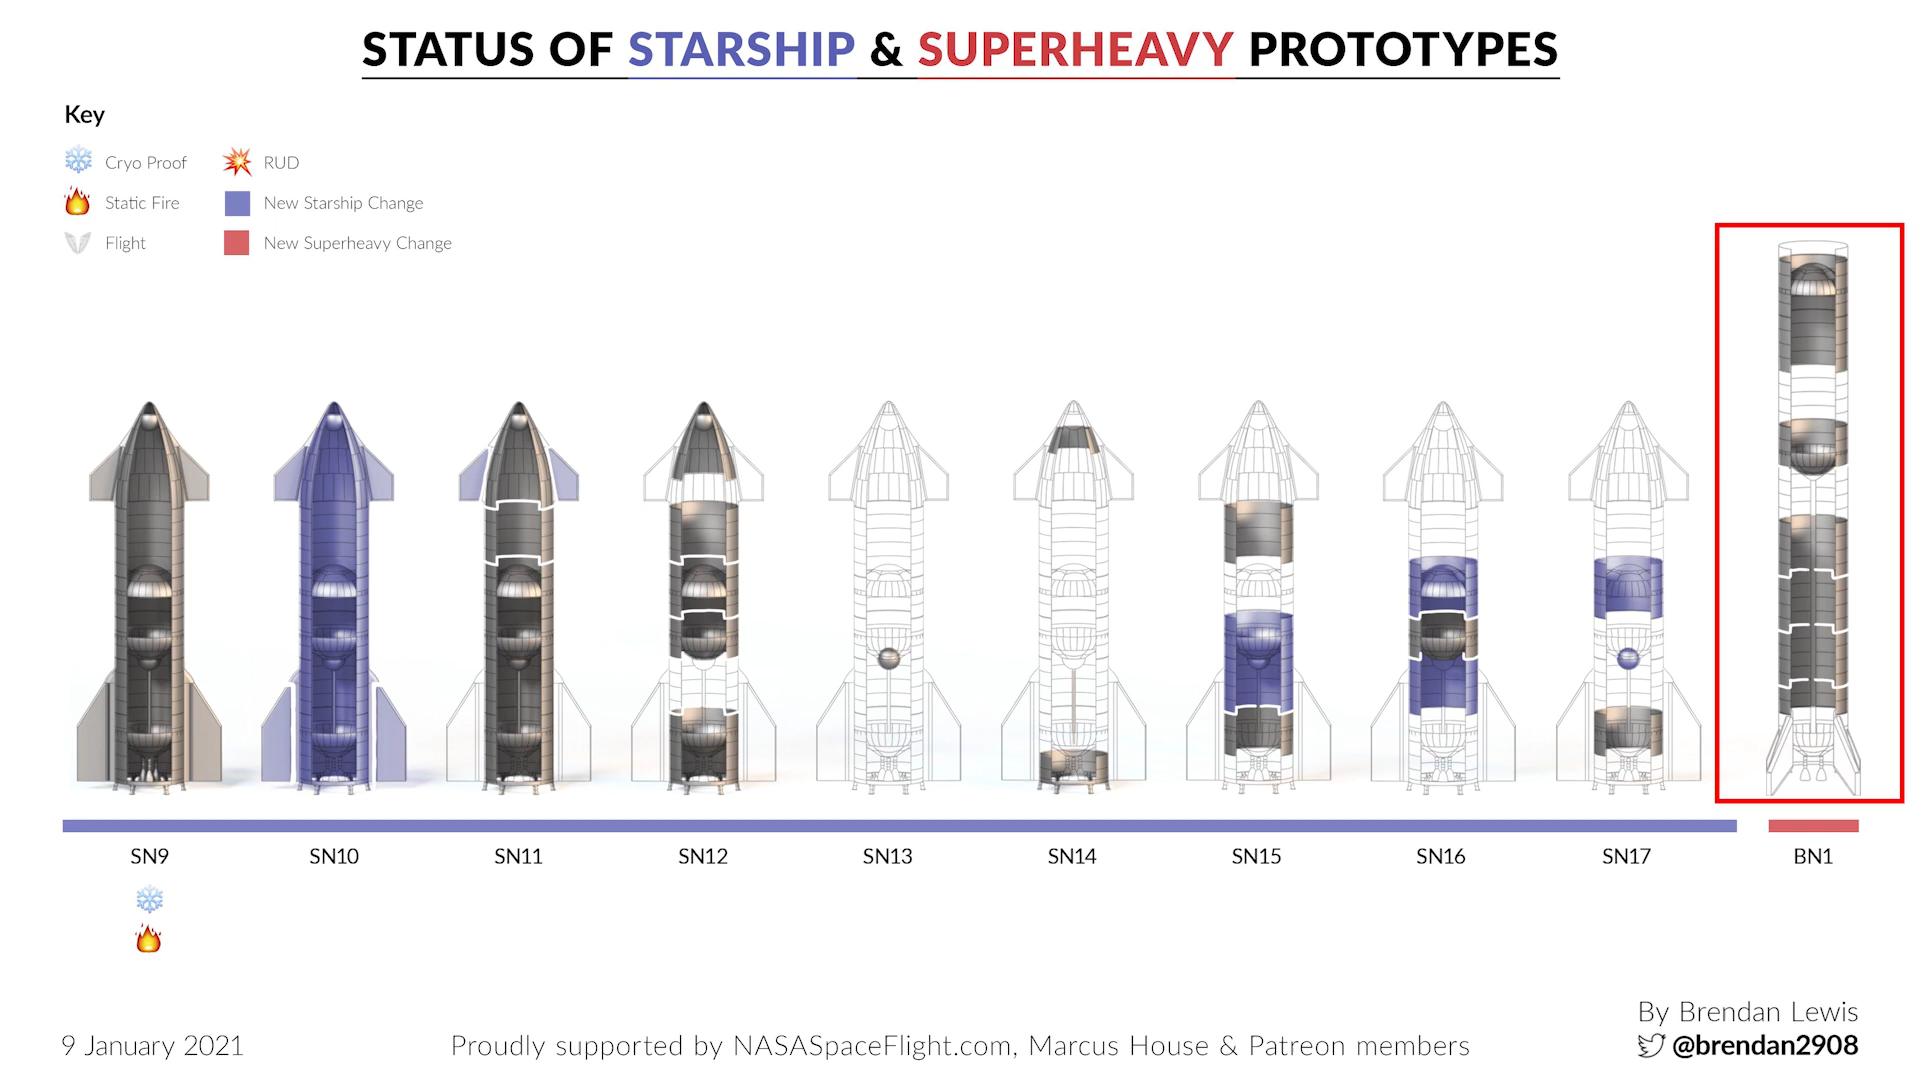 STATUS OF STARSHIP & SUPERHEAVY PROTOTYPES
Key
Cryo Proof
RUD
Static Fire
New Starship Change
Flight
New Superheavy Change
SN9
SN10
SN11
SN12
SN13
SN14
SN15
SN16
SN17
BN1
By Brendan Lewis
9 January 2021
Proudly supported by NASASpaceFlight.com, Marcus House & Patreon members
@brendan2908